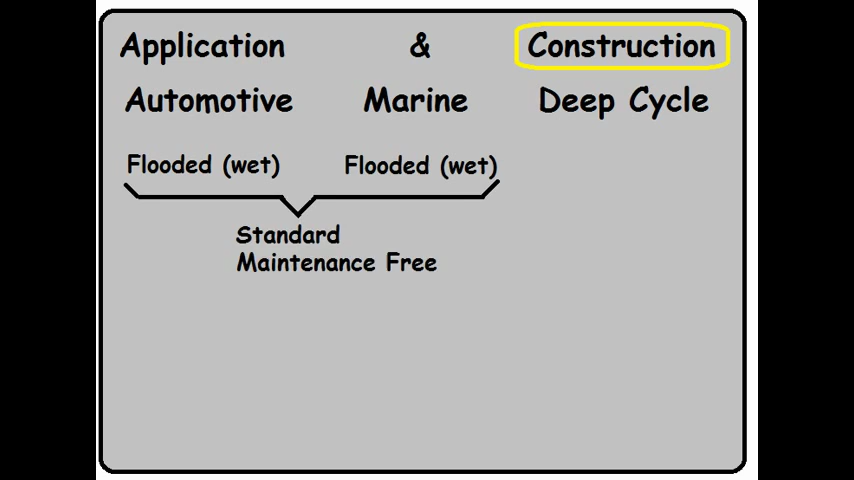 Application & Construction
Automotive Marine Deep Cycle
Flooded (wet) Flooded (wet)
Standard
Maintenance Free